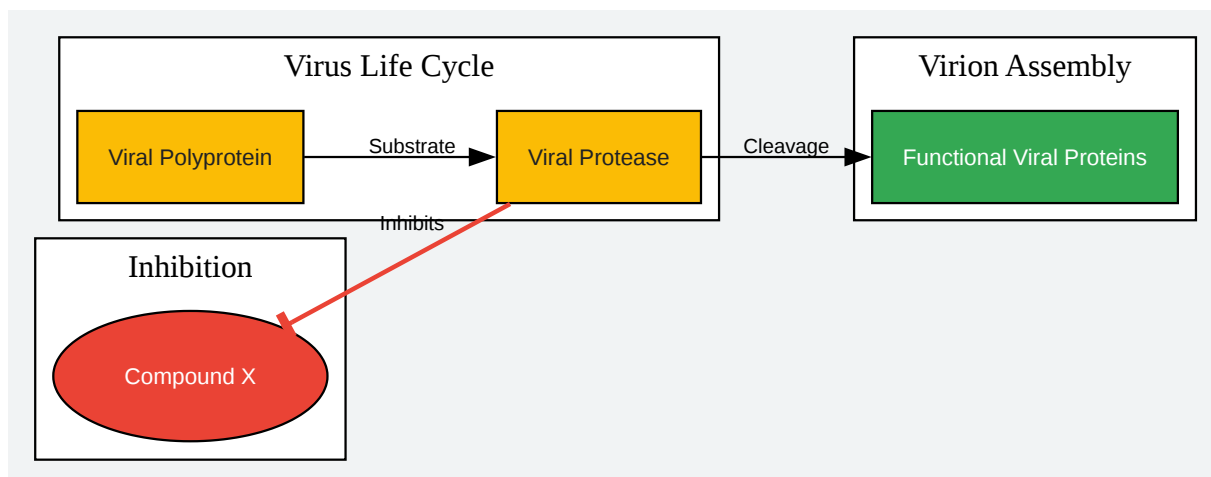 Virus Life Cycle
Virion Assembly
Viral Polyprotein
Substrate
Viral Protease
Cleavage
Functional Viral Proteins
Inhibits
Inhibition
Compound X